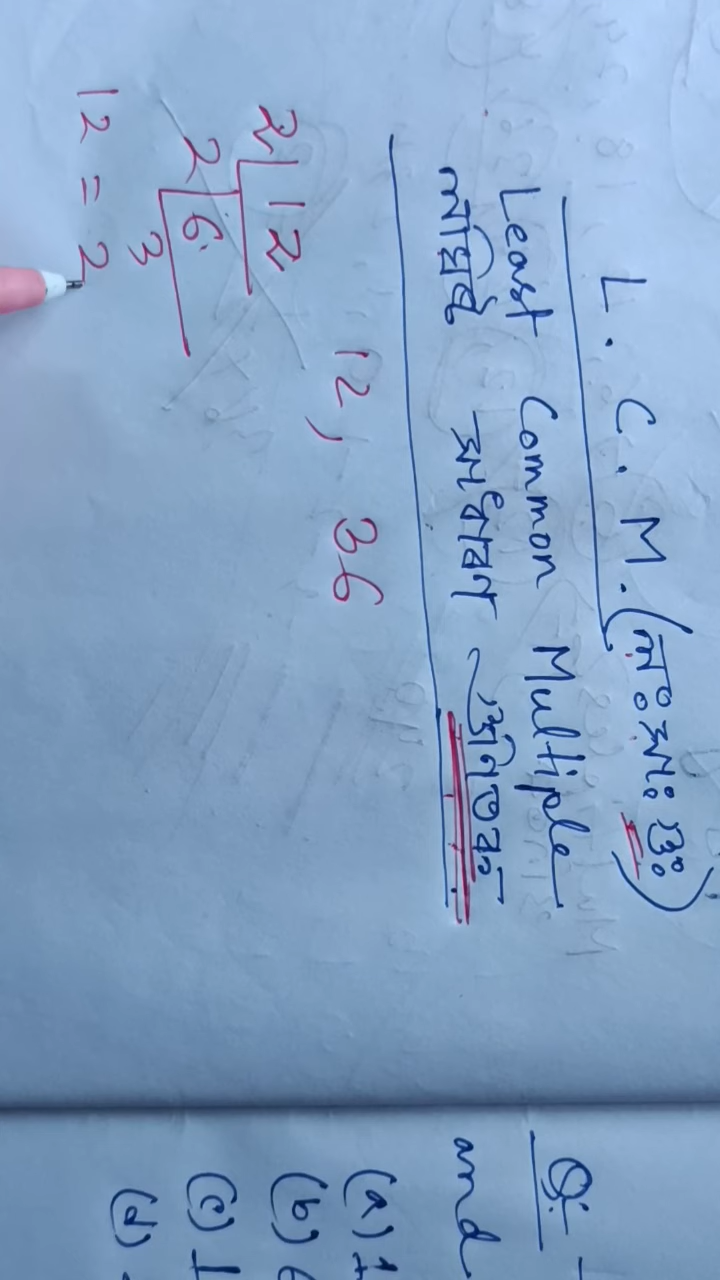 L. C. M. (লঃসাঃগুঃ)
Least Common Multiple
লঘিষ্ঠ সাধারণ গুণিতক
12, 36
2|12
2|6
3
12 = 2
Q:-
and
(a)
(b)
(c)
(d)